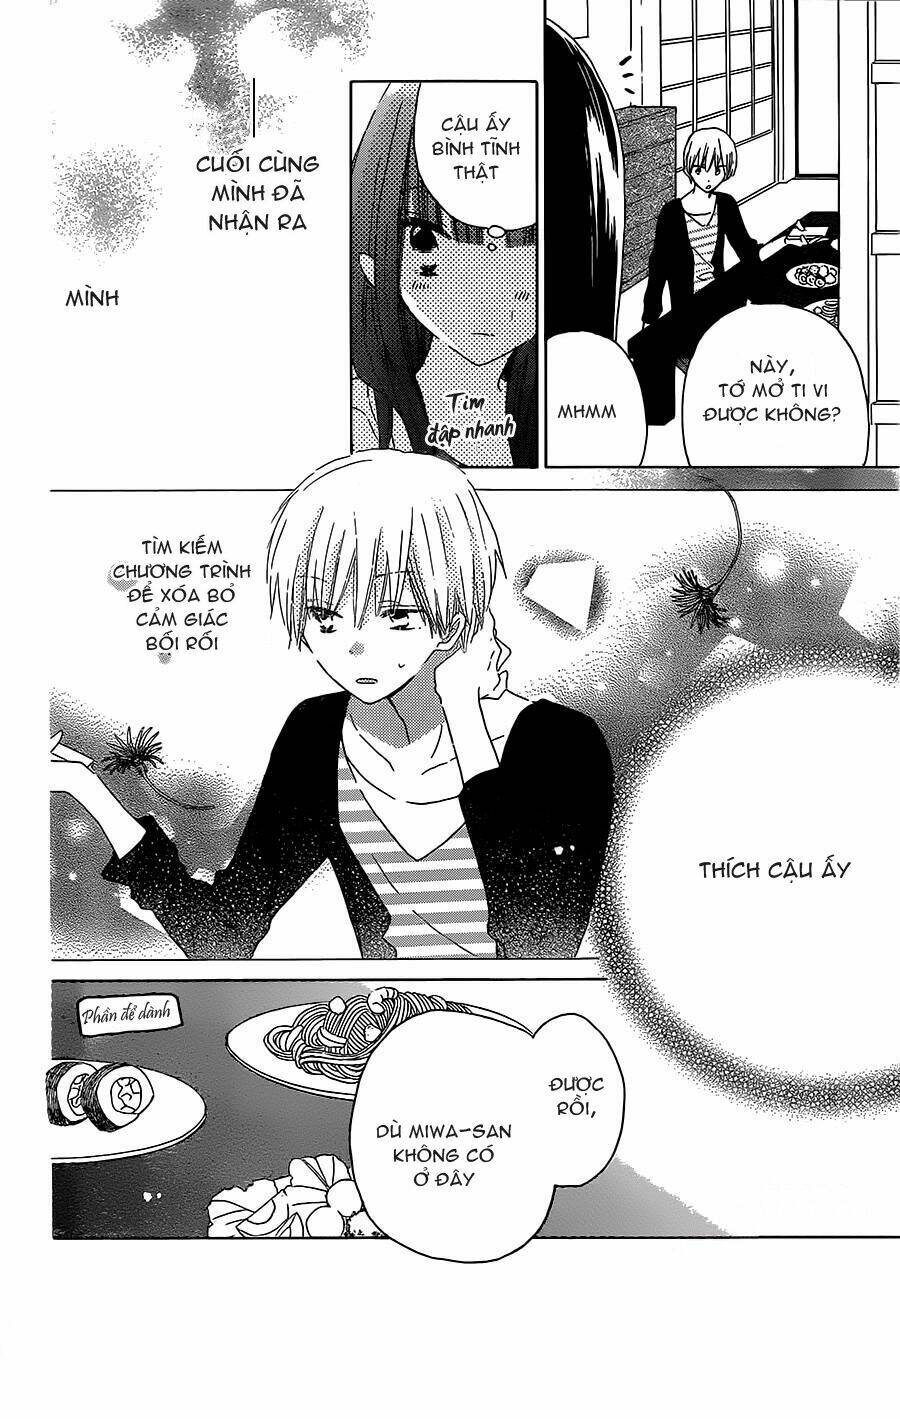 NÀY,
TỚ MỞ TI VI
ĐƯỢC KHÔNG?
MHMM
CẬU ẤY
BÌNH TĨNH
THẬT
Tim
đập nhanh
CUỐI CÙNG
MÌNH ĐÃ
NHẬN RA
MÌNH
THÍCH CẬU ẤY
TÌM KIẾM
CHƯƠNG TRÌNH
ĐỂ XÓA BỎ
CẢM GIÁC
BỐI RỐI
ĐƯỢC
RỒI,
DÙ MIWA-SAN
KHÔNG CÓ
Ở ĐÂY
Phần để dành